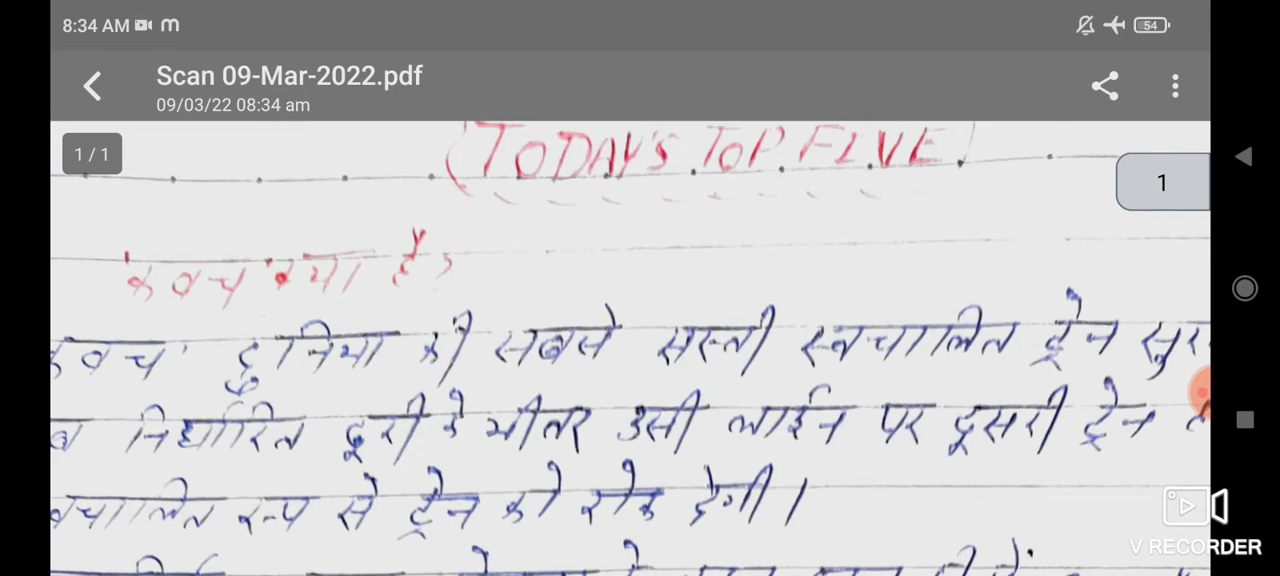 8:34 AM m
54
Scan 09-Mar-2022.pdf
09/03/22 08:34 am
1 / 1
(TODAY'S TOP FIVE)
1
'कवच' क्या है?
कवच' दुनिया की सबसे सस्ती स्वचालित ट्रेन सुर
ब निर्धारित दूरी के भीतर उसी लाईन पर दूसरी ट्रेन
वचालित रूप से ट्रेन को रोक देगी।
V RECORDER